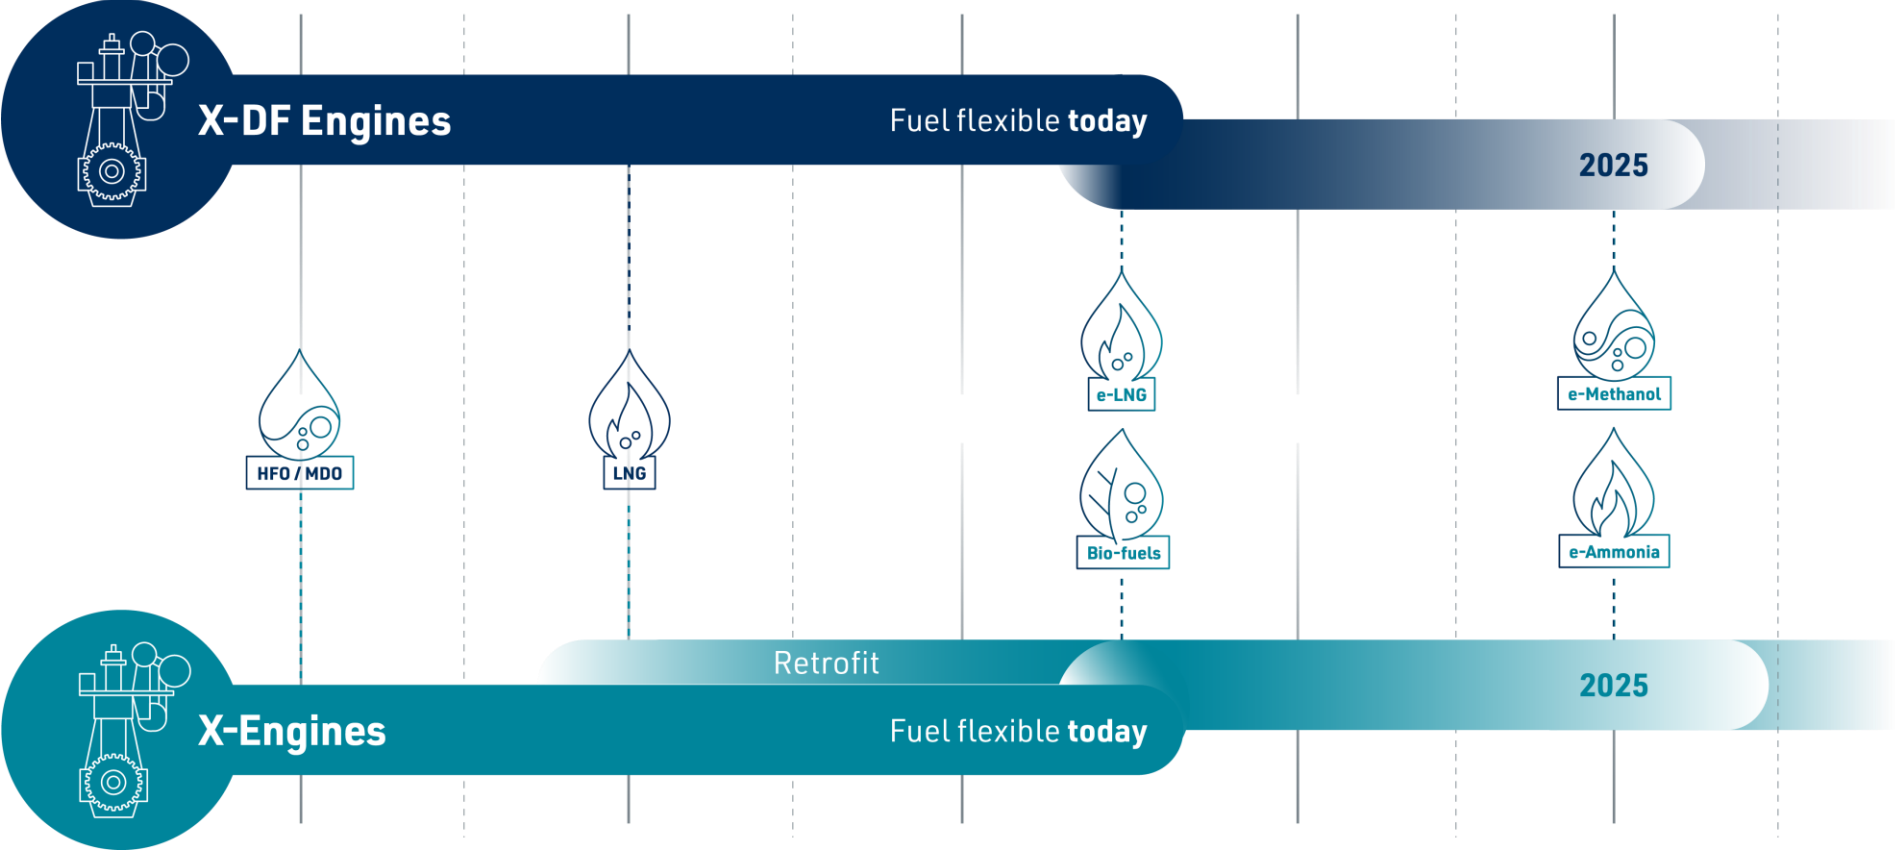 X-DF Engines
Fuel flexible today
2025
e-LNG
e-Methanol
HFO / MDO
LNG
Bio-fuels
e-Ammonia
Retrofit
2025
X-Engines
Fuel flexible today